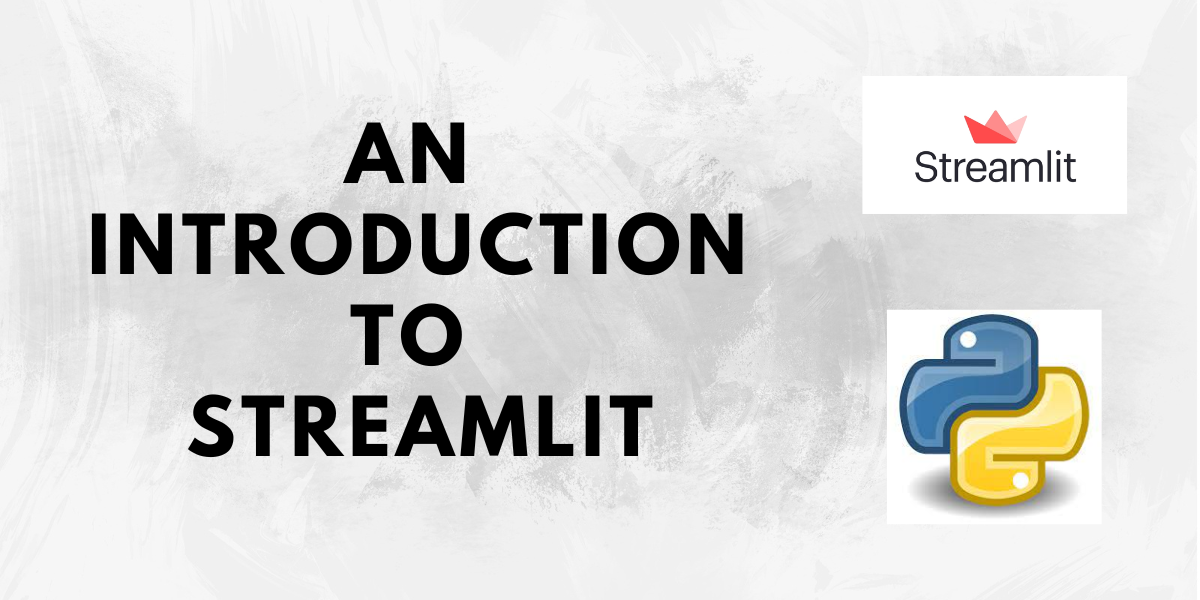 AN
INTRODUCTION
TO
STREAMLIT
Streamlit